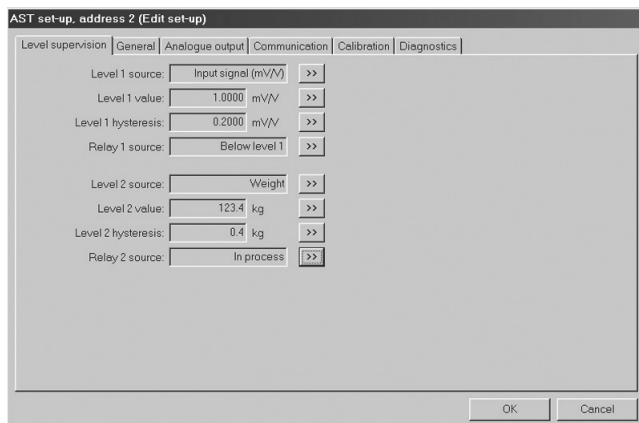 AST set-up, address 2 (Edit set-up)
Level supervision General Analogue output Communication Calibration Diagnostics
Level 1 source: Input signal (mV/V) >>
Level 1 value: 1.0000 mV/V >>
Level 1 hysteresis: 0.2000 mV/V >>
Relay 1 source: Below level 1 >>
Level 2 source: Weight >>
Level 2 value: 123.4 kg >>
Level 2 hysteresis: 0.4 kg >>
Relay 2 source: In process >>
OK Cancel